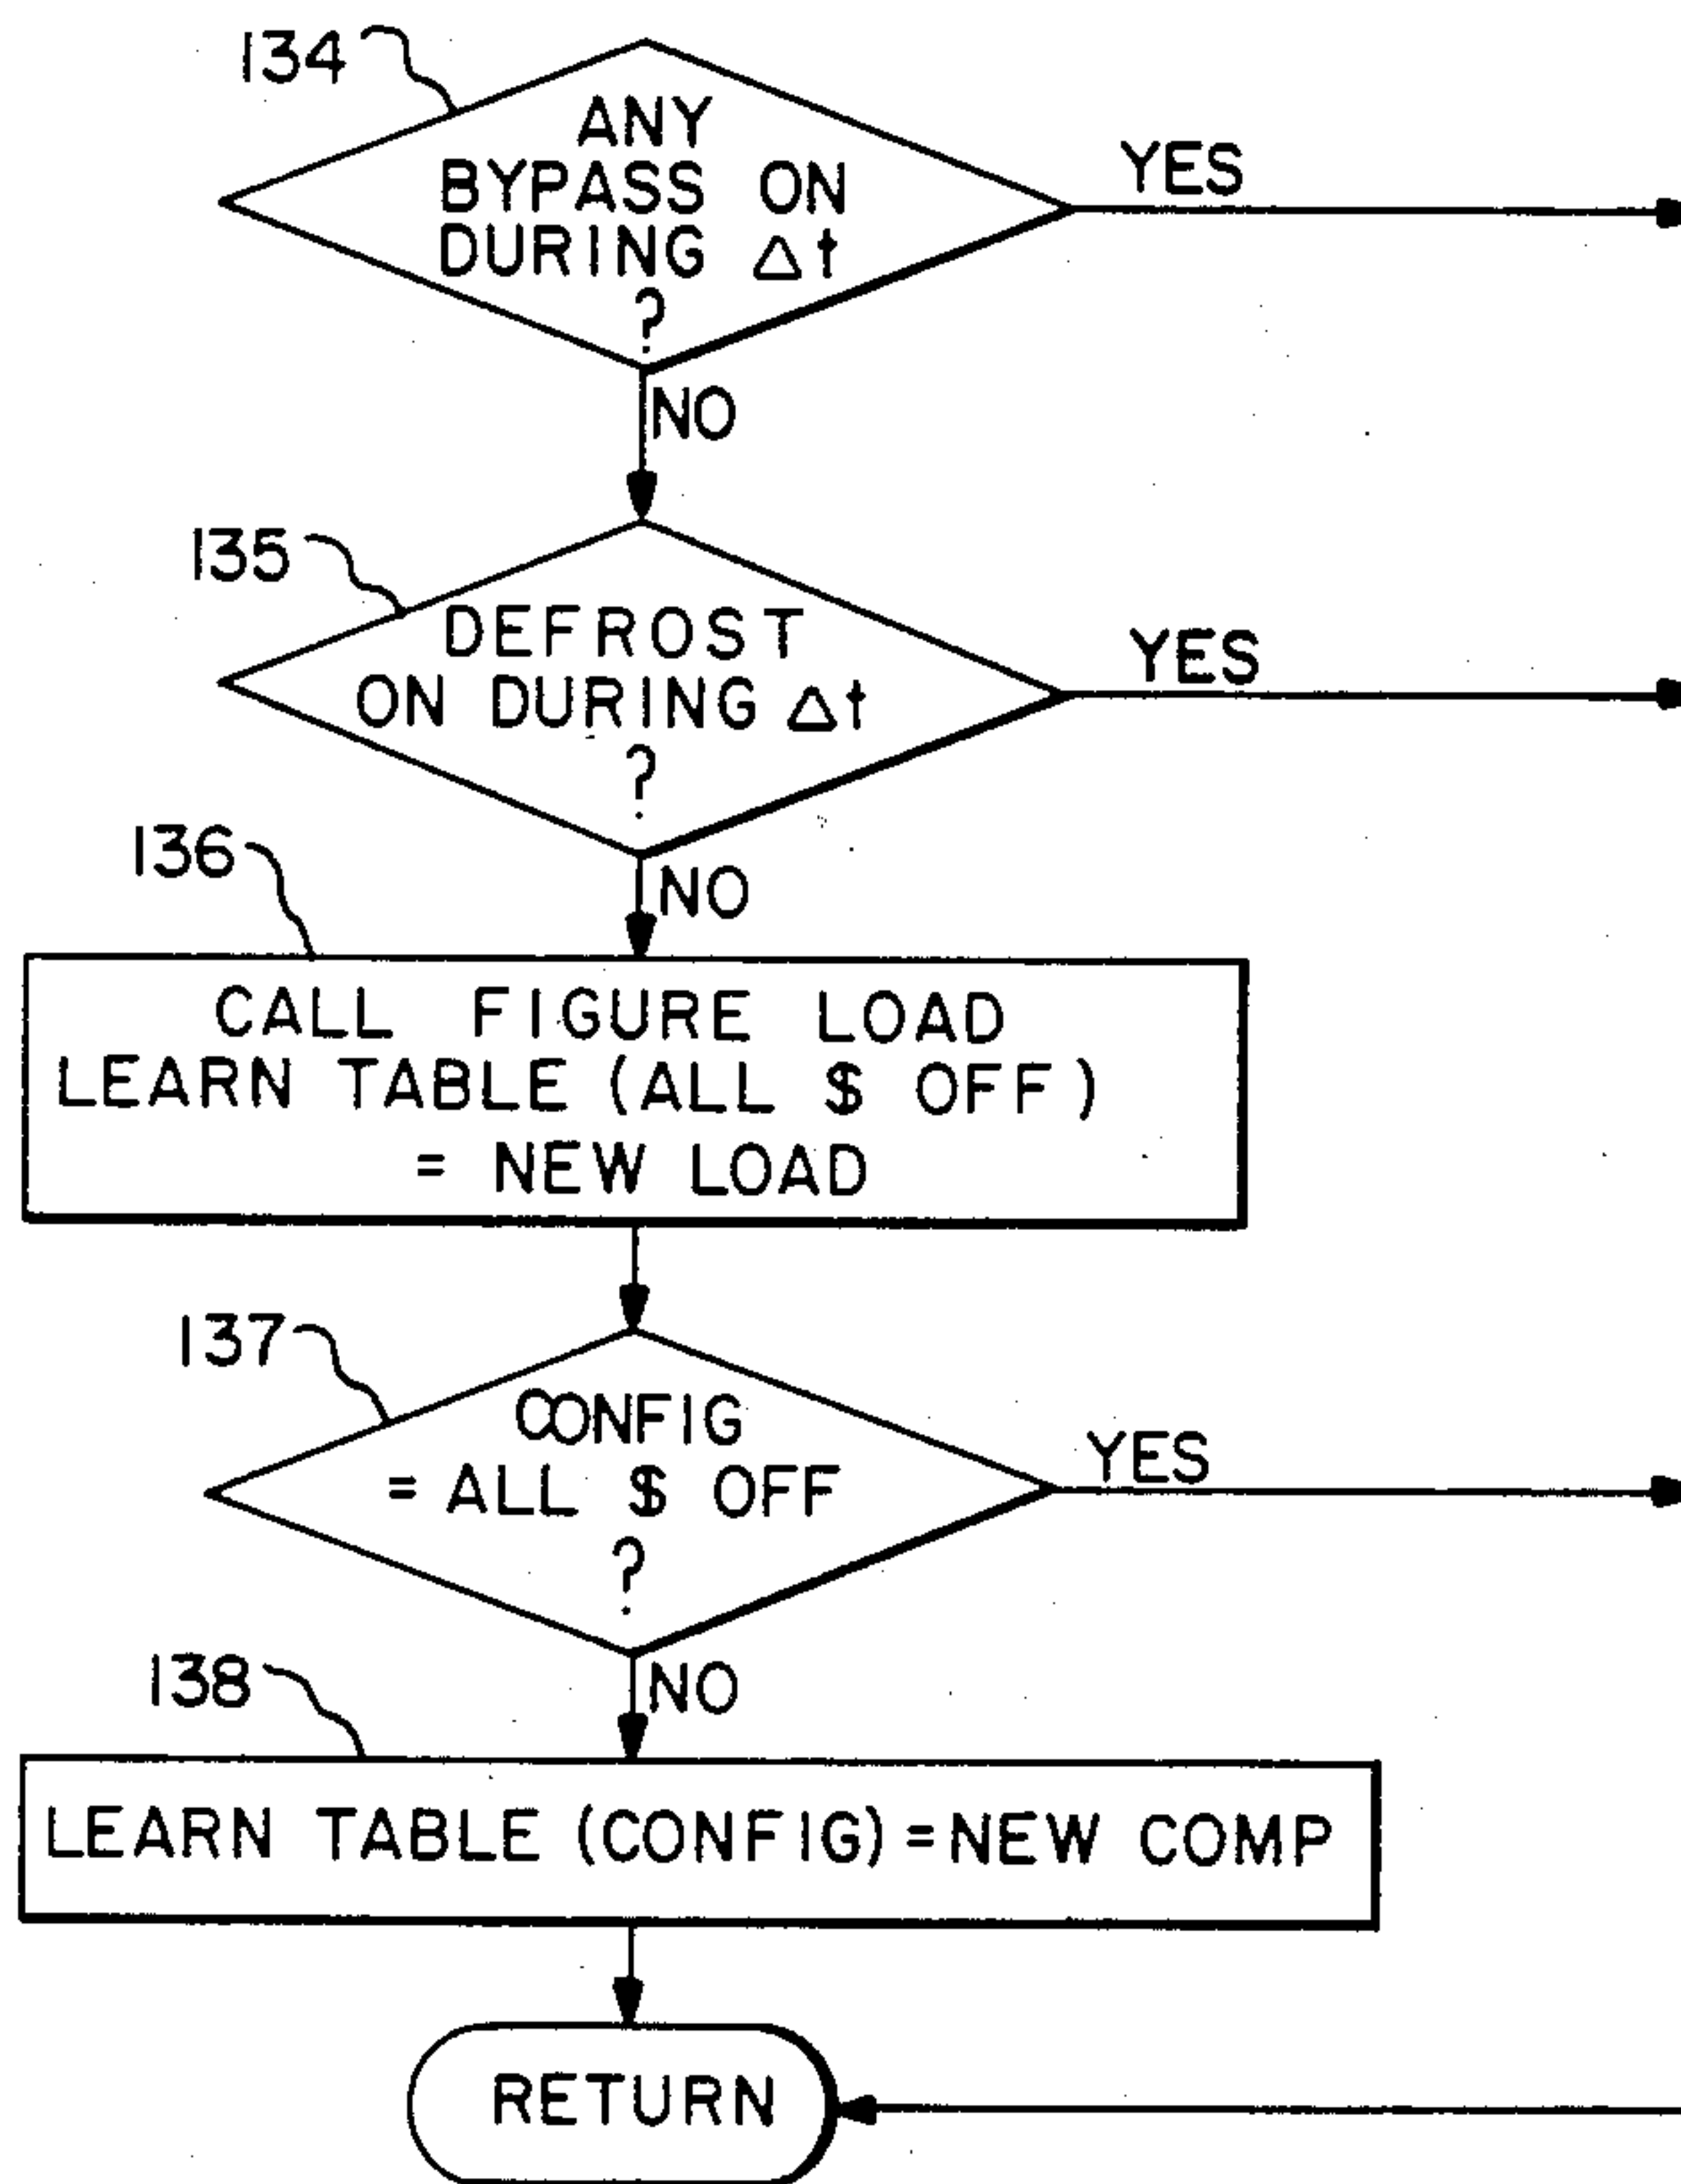 134
ANY
BYPASS ON
DURING Δt
?
YES
NO
135
DEFROST
ON DURING Δt
?
YES
NO
136
CALL FIGURE LOAD
LEARN TABLE (ALL $ OFF)
= NEW LOAD
137
CONFIG
= ALL $ OFF
?
YES
NO
138
LEARN TABLE (CONFIG) = NEW COMP
RETURN